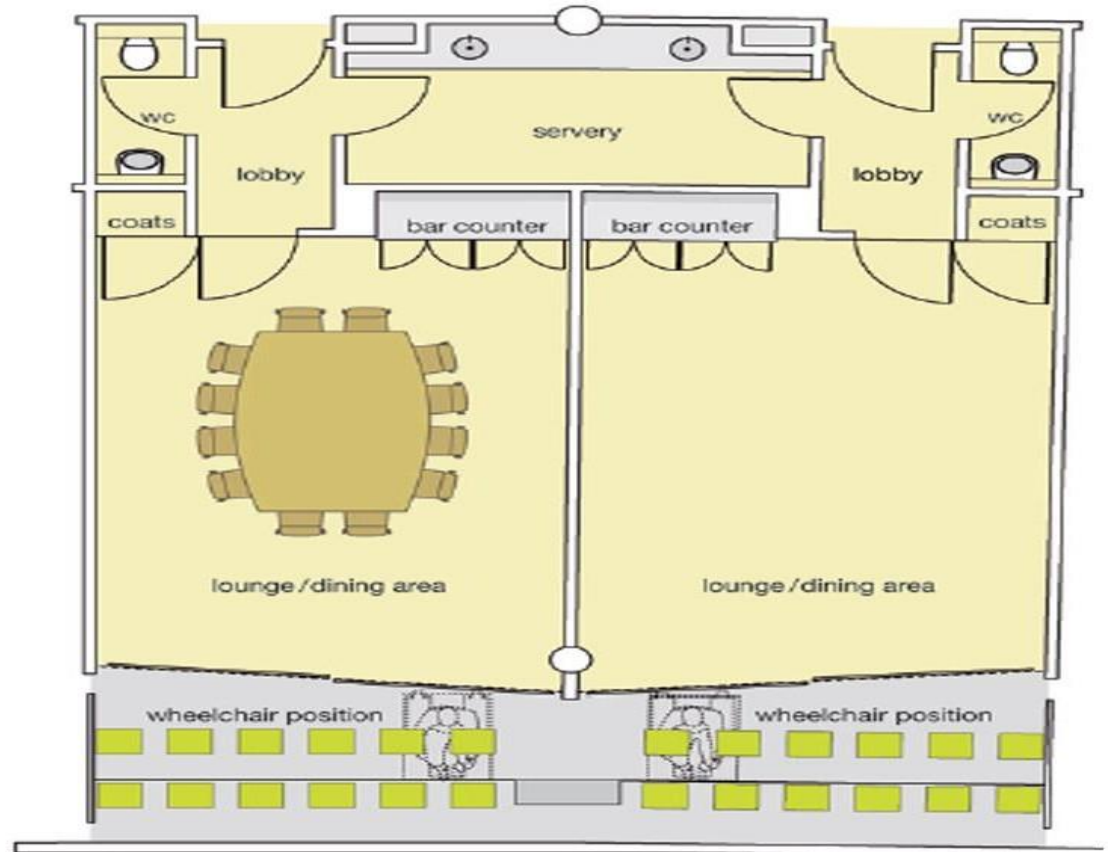 wc
servery
wc
lobby
lobby
coats
bar counter
bar counter
coats
lounge/dining area
lounge/dining area
wheelchair position
wheelchair position